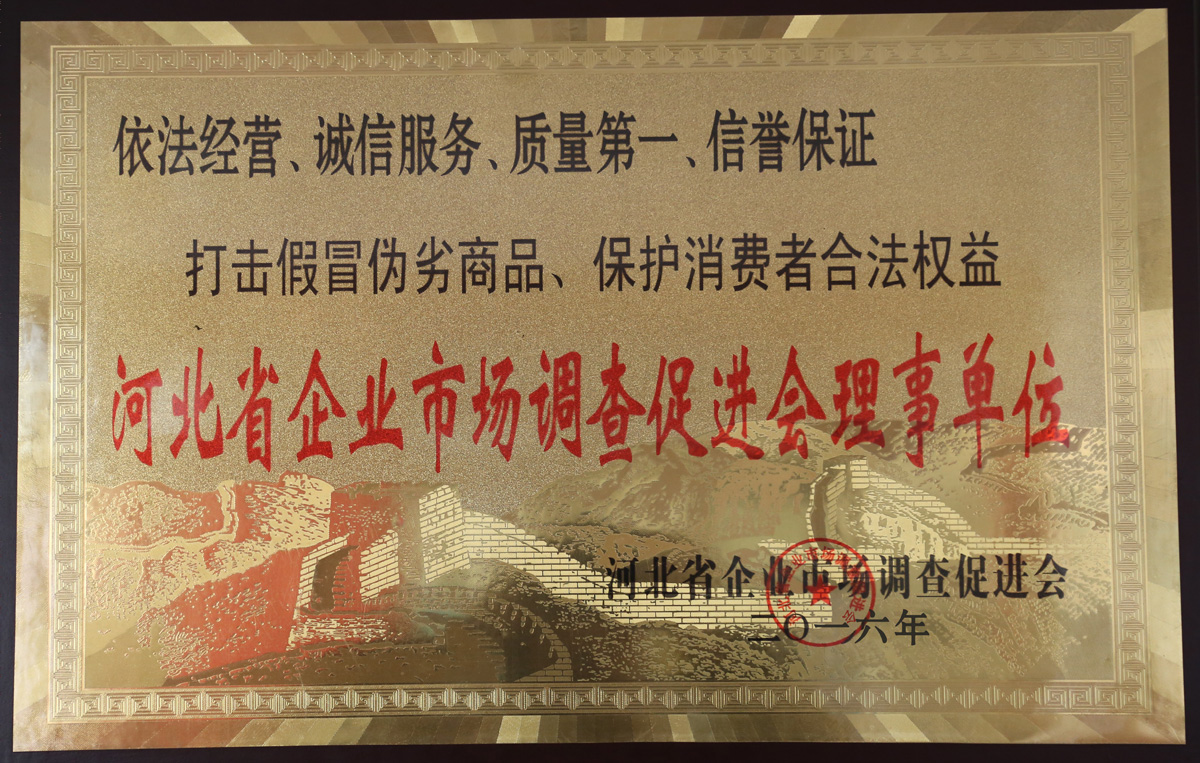 依法经营、诚信服务、质量第一、信誉保证
打击假冒伪劣商品、保护消费者合法权益
河北省企业市场调查促进会理事单位
河北省企业市场调查促进会
二〇一六年